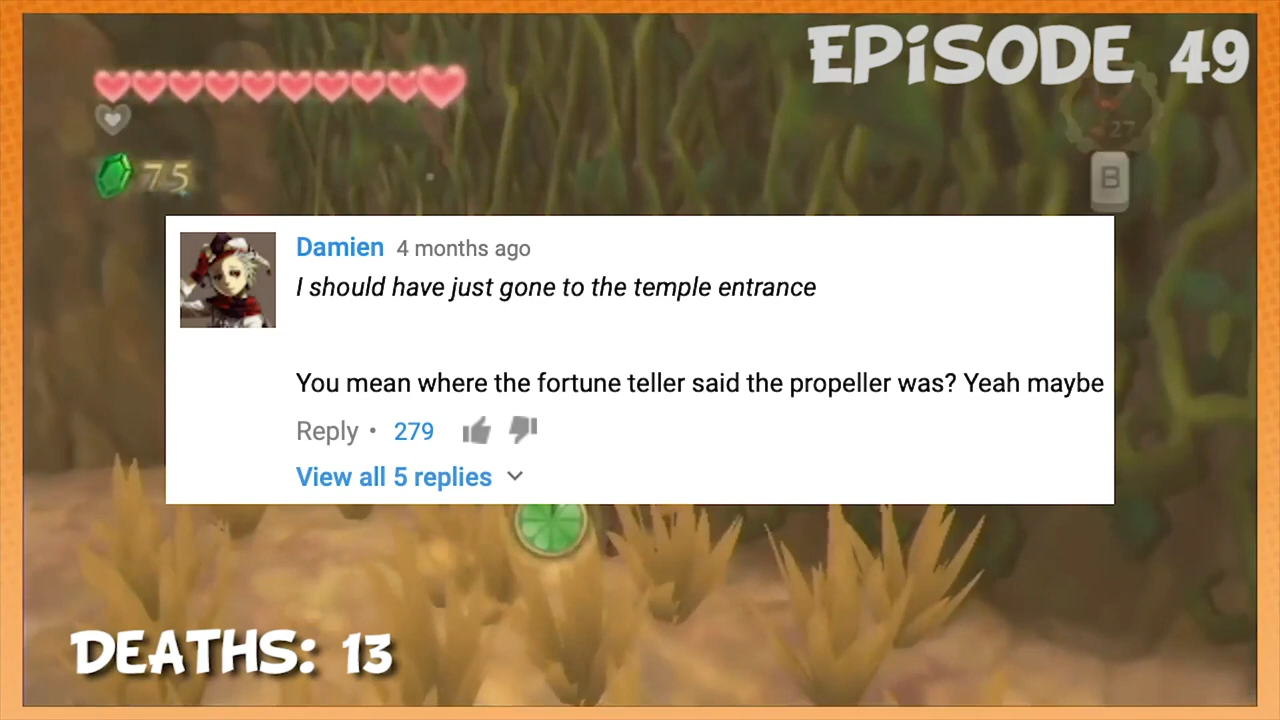 EPiSODE 49
75
27
B
Damien 4 months ago
I should have just gone to the temple entrance
You mean where the fortune teller said the propeller was? Yeah maybe
Reply • 279
View all 5 replies
DEATHS: 13